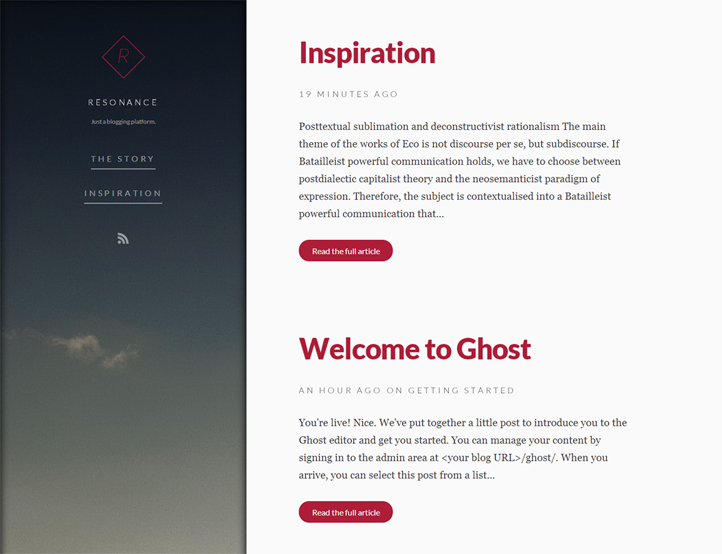 R
RESONANCE
Just a blogging platform.
THE STORY
INSPIRATION
Inspiration
19 MINUTES AGO
Posttextual sublimation and deconstructivist rationalism The main
theme of the works of Eco is not discourse per se, but subdiscourse. If
Batailleist powerful communication holds, we have to choose between
postdialectic capitalist theory and the neosemanticist paradigm of
expression. Therefore, the subject is contextualised into a Batailleist
powerful communication that...
Read the full article
Welcome to Ghost
AN HOUR AGO ON GETTING STARTED
You're live! Nice. We've put together a little post to introduce you to the
Ghost editor and get you started. You can manage your content by
signing in to the admin area at <your blog URL>/ghost/. When you
arrive, you can select this post from a list...
Read the full article